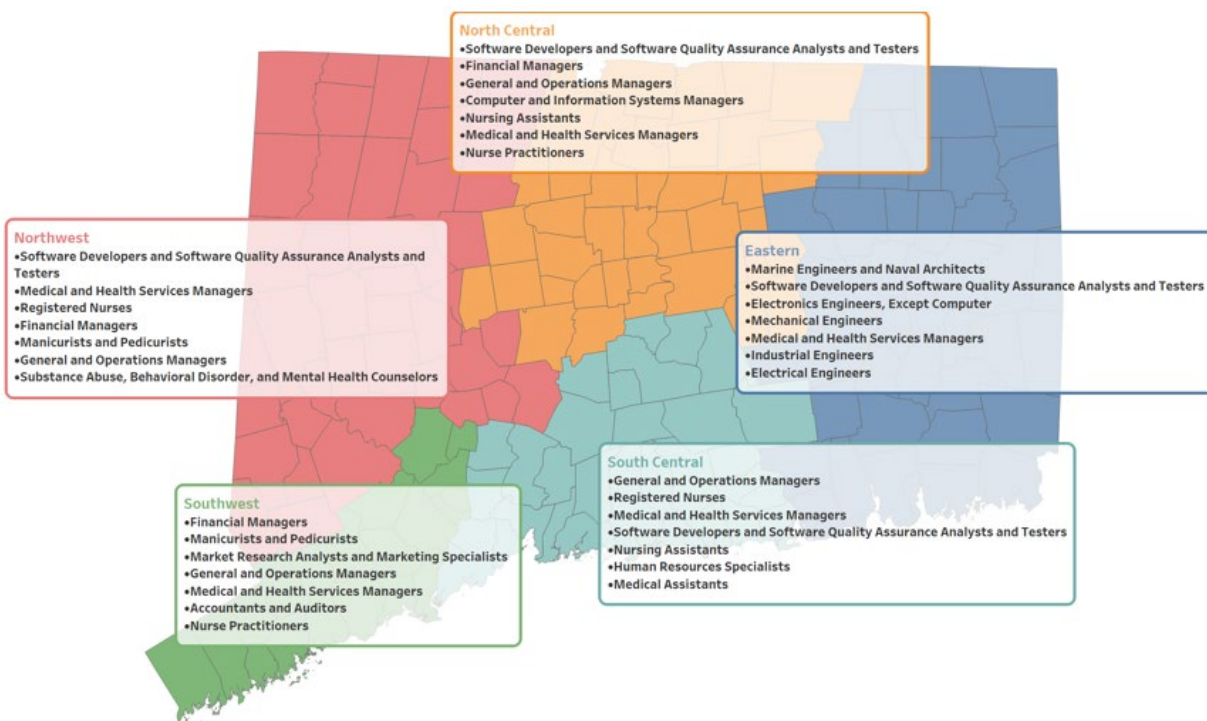 North Central
•Software Developers and Software Quality Assurance Analysts and Testers
•Financial Managers
•General and Operations Managers
•Computer and Information Systems Managers
•Nursing Assistants
•Medical and Health Services Managers
•Nurse Practitioners
Northwest
•Software Developers and Software Quality Assurance Analysts and
Testers
•Medical and Health Services Managers
•Registered Nurses
•Financial Managers
•Manicurists and Pedicurists
•General and Operations Managers
•Substance Abuse, Behavioral Disorder, and Mental Health Counselors
Eastern
•Marine Engineers and Naval Architects
•Software Developers and Software Quality Assurance Analysts and Testers
•Electronics Engineers, Except Computer
•Mechanical Engineers
•Medical and Health Services Managers
•Industrial Engineers
•Electrical Engineers
South Central
•General and Operations Managers
•Registered Nurses
•Medical and Health Services Managers
•Software Developers and Software Quality Assurance Analysts and Testers
•Nursing Assistants
•Human Resources Specialists
•Medical Assistants
Southwest
•Financial Managers
•Manicurists and Pedicurists
•Market Research Analysts and Marketing Specialists
•General and Operations Managers
•Medical and Health Services Managers
•Accountants and Auditors
•Nurse Practitioners